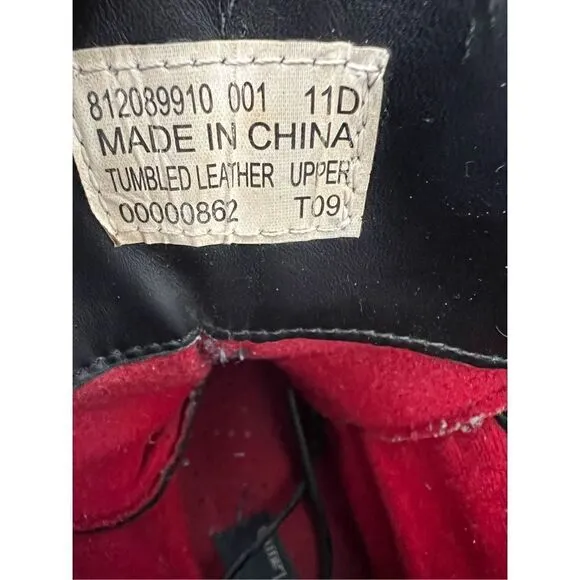 812089910 001 11D
MADE IN CHINA
TUMBLED LEATHER UPPER
00000862 T09